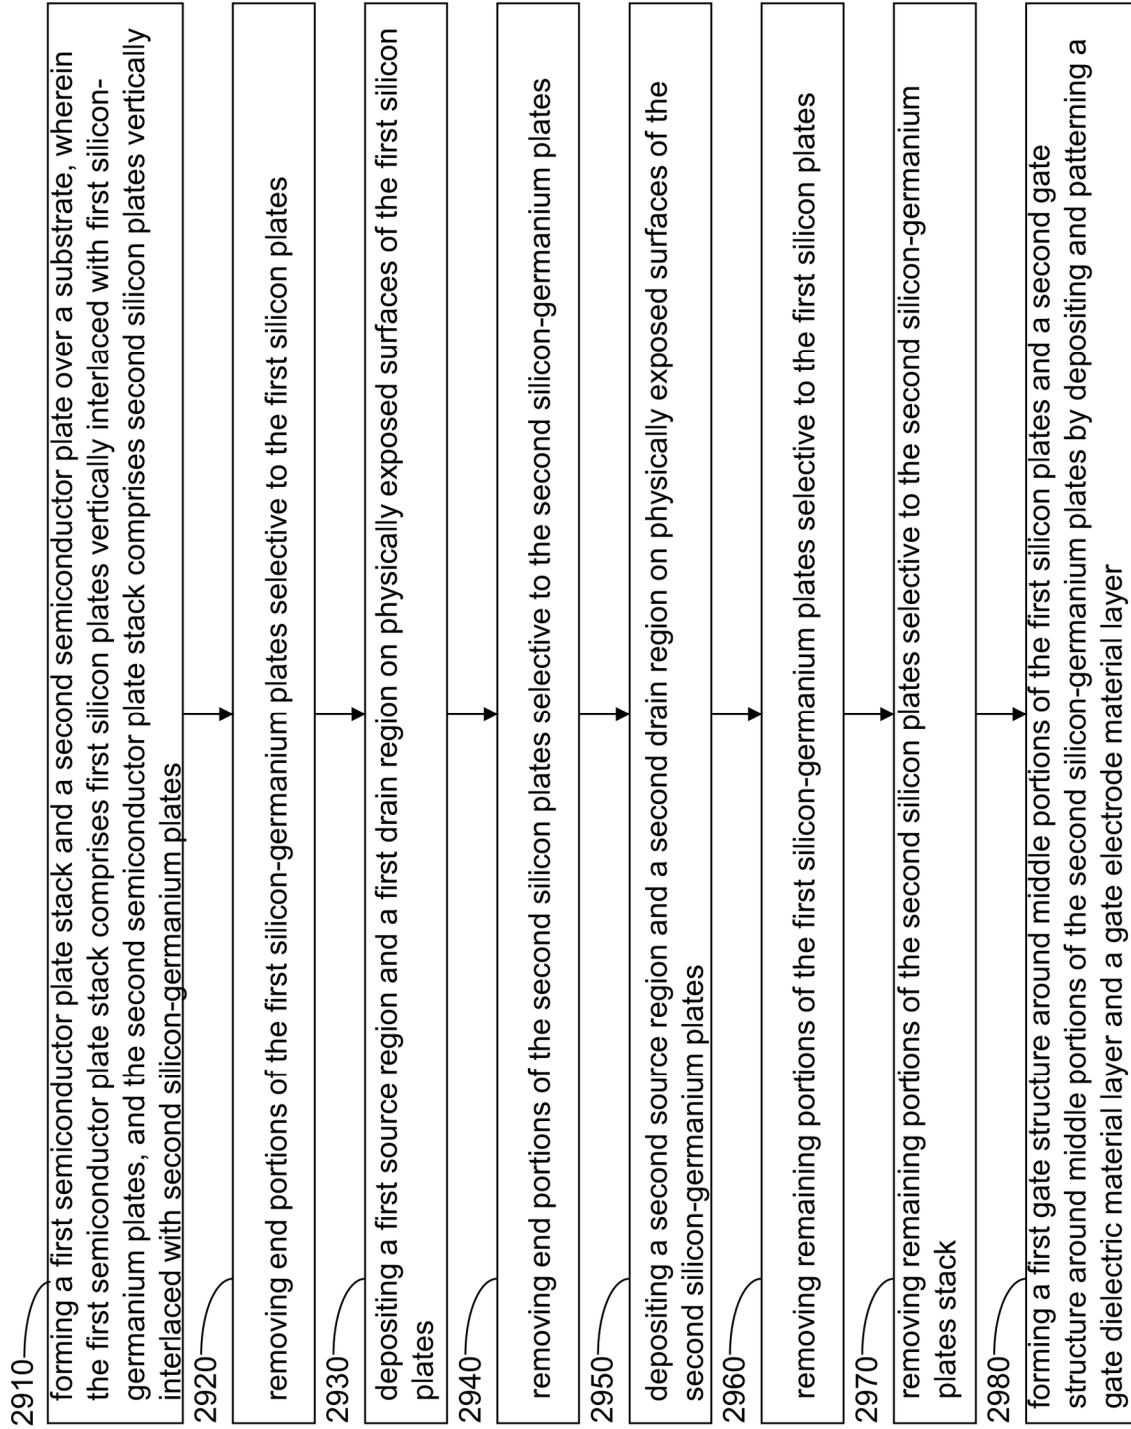 2910
forming a first semiconductor plate stack and a second semiconductor plate over a substrate, wherein
the first semiconductor plate stack comprises first silicon plates vertically interlaced with first silicon-
germanium plates, and the second semiconductor plate stack comprises second silicon plates vertically
interlaced with second silicon-germanium plates
2920
removing end portions of the first silicon-germanium plates selective to the first silicon plates
2930
depositing a first source region and a first drain region on physically exposed surfaces of the first silicon
plates
2940
removing end portions of the second silicon plates selective to the second silicon-germanium plates
2950
depositing a second source region and a second drain region on physically exposed surfaces of the
second silicon-germanium plates
2960
removing remaining portions of the first silicon-germanium plates selective to the first silicon plates
2970
removing remaining portions of the second silicon plates selective to the second silicon-germanium
plates stack
2980
forming a first gate structure around middle portions of the first silicon plates and a second gate
structure around middle portions of the second silicon-germanium plates by depositing and patterning a
gate dielectric material layer and a gate electrode material layer